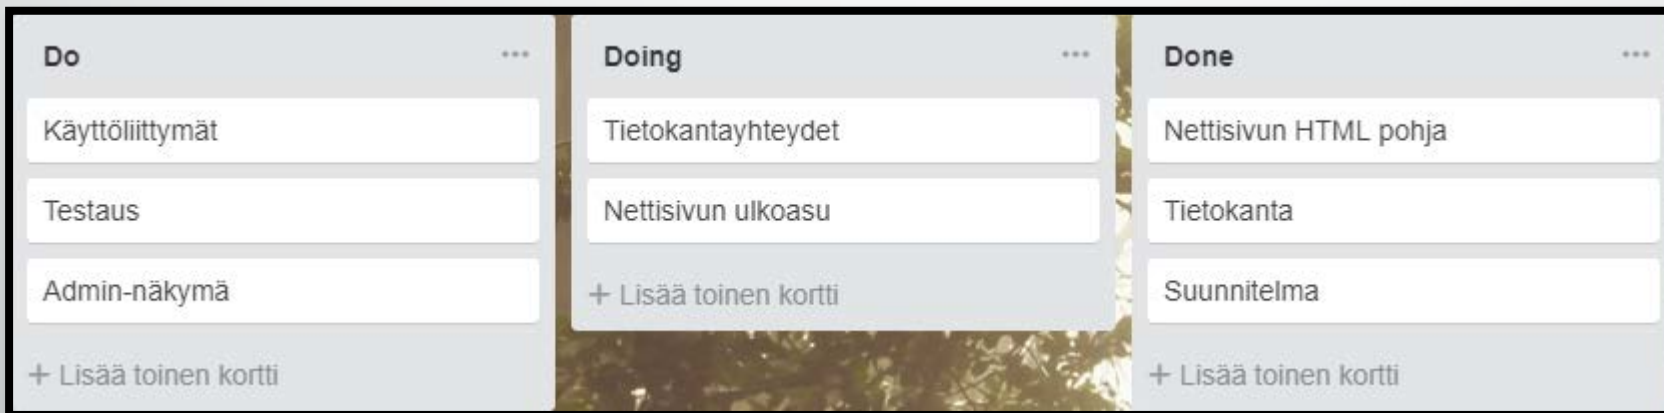 Do
Käyttöliittymät
Testaus
Admin-näkymä
+ Lisää toinen kortti
Doing
Tietokantayhteydet
Nettisivun ulkoasu
+ Lisää toinen kortti
Done
Nettisivun HTML pohja
Tietokanta
Suunnitelma
+ Lisää toinen kortti